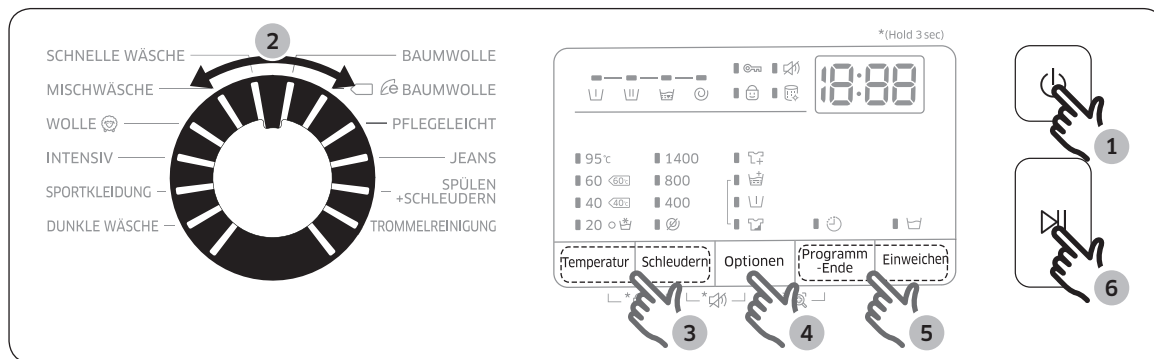 SCHNELLE WÄSCHE
MISCHWÄSCHE
WOLLE
INTENSIV
SPORTKLEIDUNG
DUNKLE WÄSCHE
2
BAUMWOLLE
BAUMWOLLE
PFLEGELEICHT
JEANS
SPÜLEN
+SCHLEUDERN
TROMMELREINIGUNG
*(Hold 3 sec)
18:88
95℃ 1400
60 60℃ 800
40 40℃ 400
20
Temperatur Schleudern Optionen Programm
-Ende Einweichen
* *
3 4 5
1
6